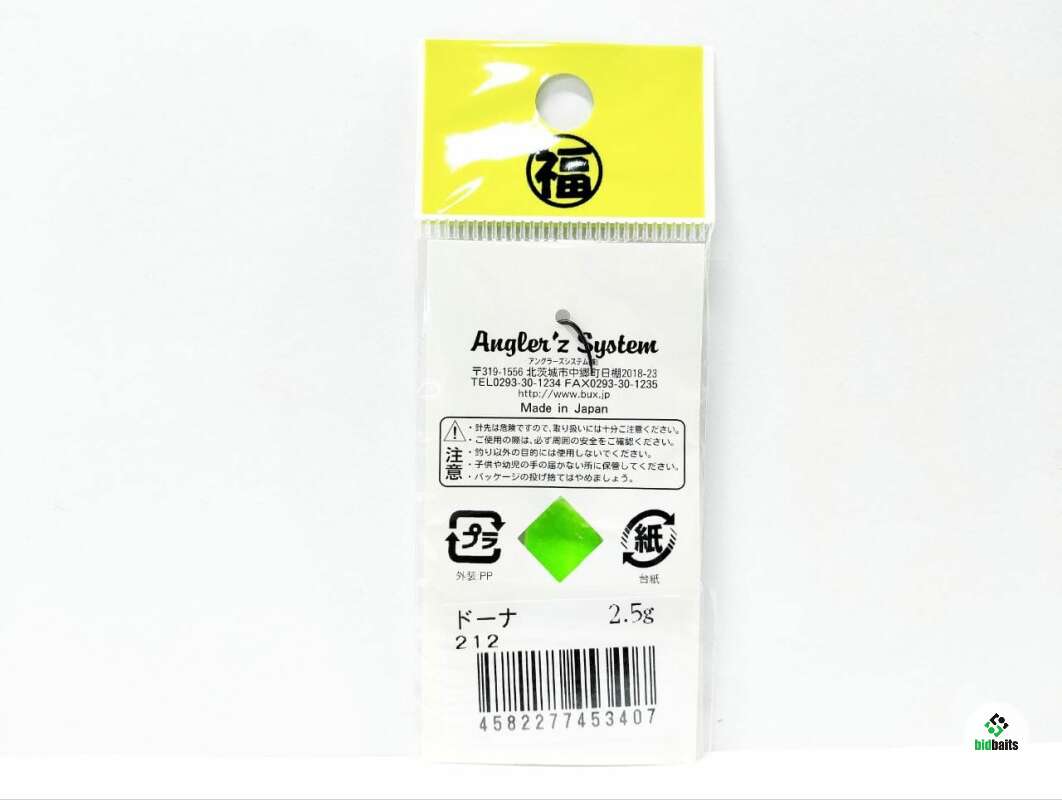 福
Angler'z System
アングラーズシステム㈱
〒319-1556 北茨城市中郷町日棚2018-23
TEL0293-30-1234 FAX0293-30-1235
http://www.bux.jp
Made in Japan
注意
・針先は危険ですので、取り扱いには十分ご注意ください。
・ご使用の際は、必ず周囲の安全をご確認ください。
・釣り以外の目的には使用しないでください。
・子供や幼児の手の届かない所に保管してください。
・パッケージの投げ捨てはやめましょう。
プラ
紙
外装:PP
台紙
ドーナ 2.5g
212
4582277453407
bidbaits